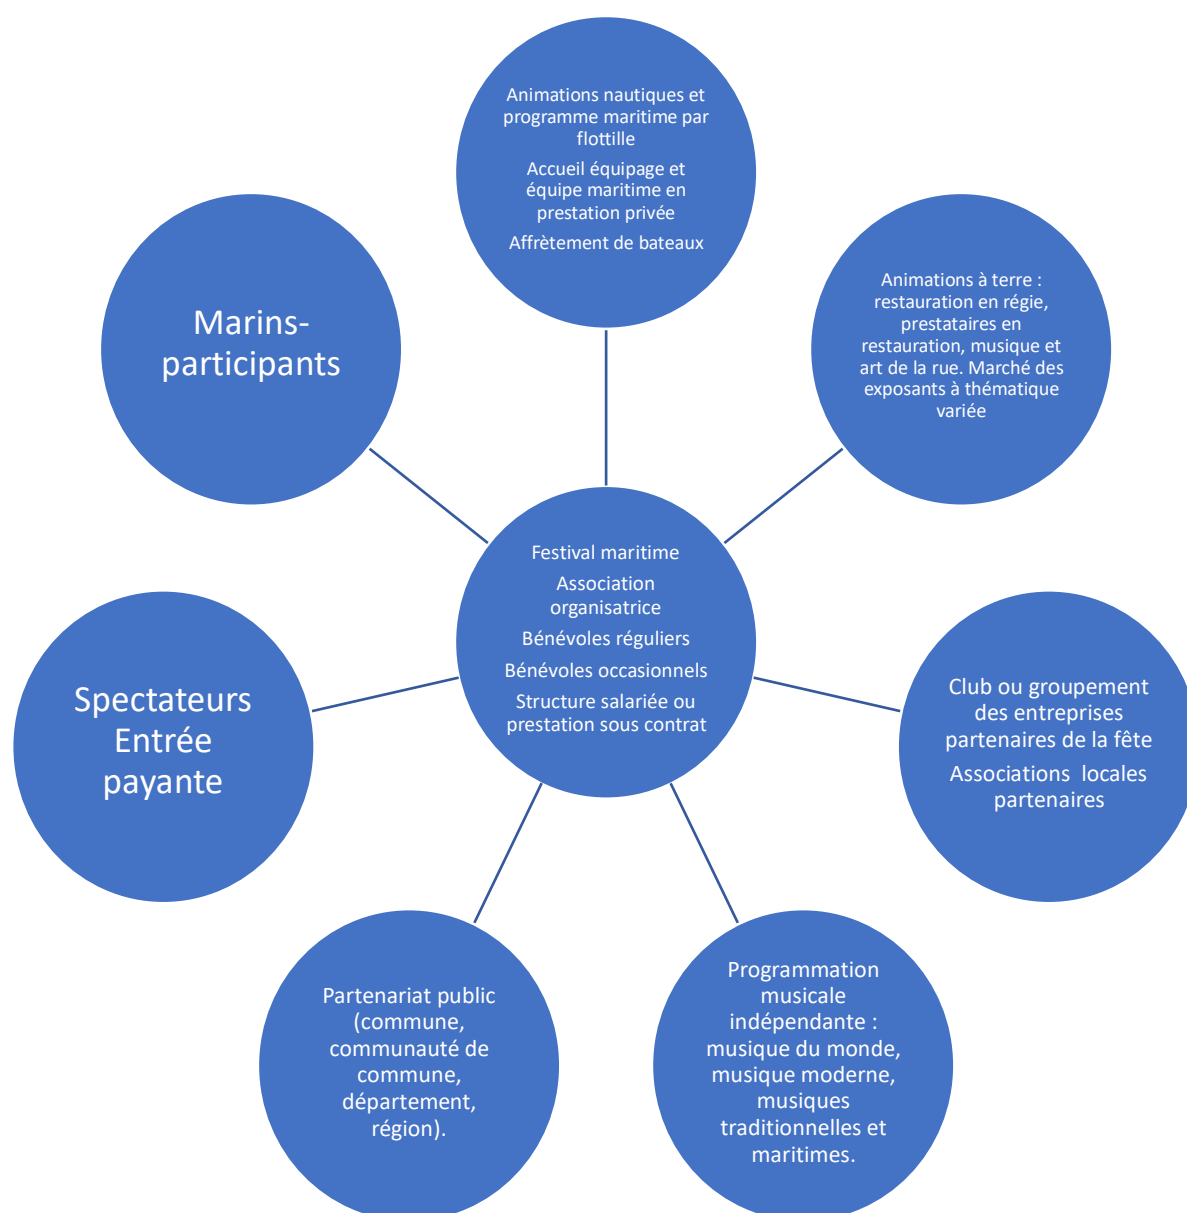 Animations nautiques et
programme maritime par
flottille
Accueil équipage et
équipe maritime en
prestation privée
Affrètement de bateaux
Animations à terre :
restauration en régie,
prestataires en
restauration, musique et
art de la rue. Marché des
exposants à thématique
variée
Club ou groupement
des entreprises
partenaires de la fête
Associations locales
partenaires
Programmation
musicale
indépendante :
musique du monde,
musique moderne,
musiques
traditionnelles et
maritimes.
Partenariat public
(commune,
communauté de
commune,
département,
région).
Spectateurs
Entrée
payante
Marins-
participants
Festival maritime
Association
organisatrice
Bénévoles réguliers
Bénévoles occasionnels
Structure salariée ou
prestation sous contrat